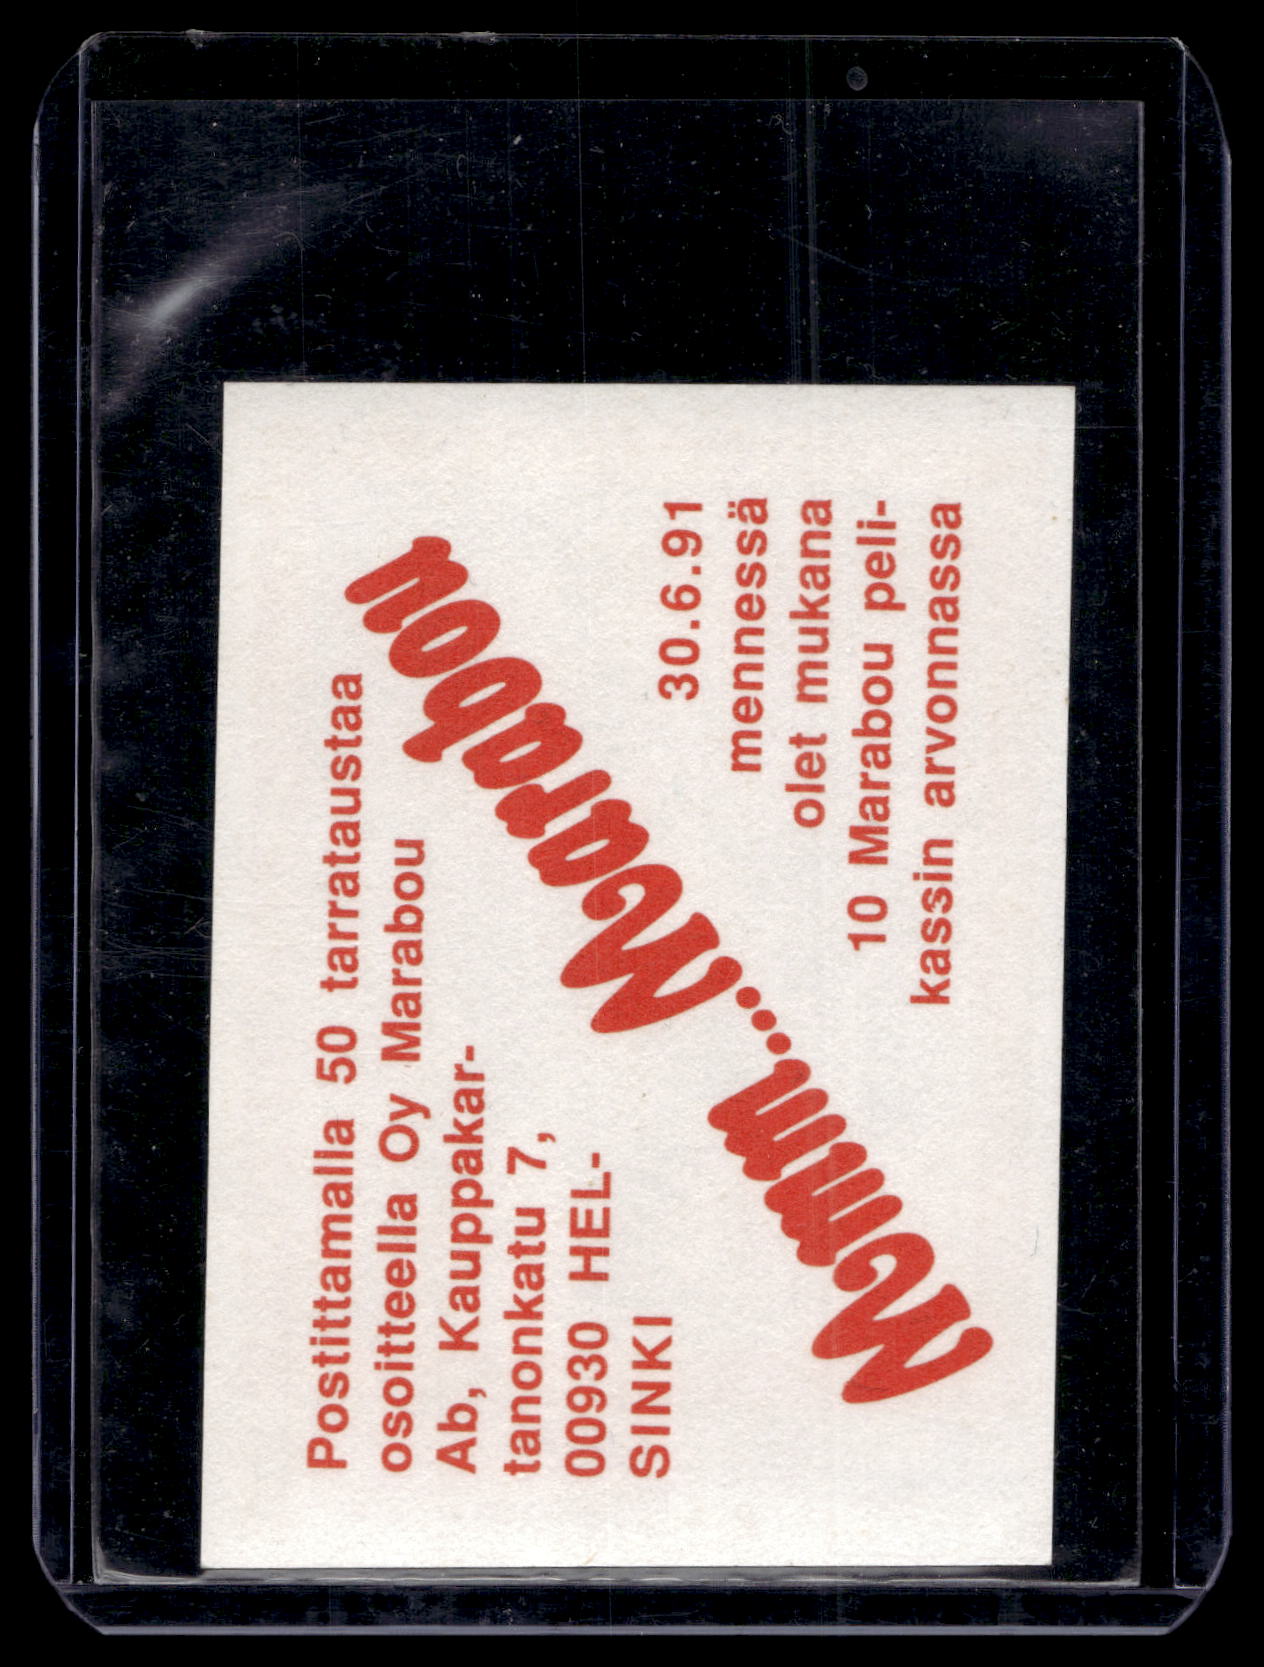 Postittamalla 50 tarrataustaa
osoitteella Oy Marabou
Ab, Kauppakar-
tanonkatu 7,
00930 HEL-
SINKI
Mmm...Marabou
30.6.91
mennessä
olet mukana
10 Marabou peli-
kassin arvonnassa